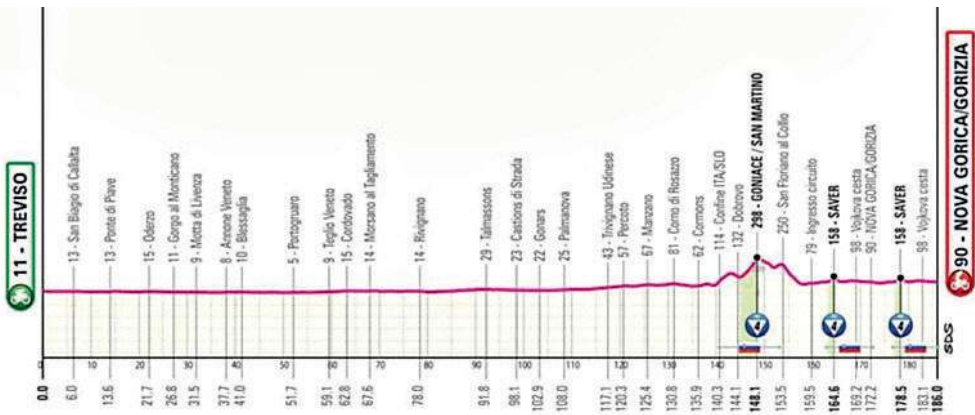 11 - TREVISO
13 - San Biagio di Callalta
13 - Ponte di Piave
15 - Oderzo
11 - Gorgo al Monticano
9 - Motta di Livenza
8 - Annone Veneto
10 - Blessaglia
5 - Portogruaro
9 - Teglio Veneto
15 - Cordovado
14 - Morsano al Tagliamento
14 - Rivignano
29 - Talmassons
23 - Castions di Strada
22 - Gonars
25 - Palmanova
43 - Trivignano Udinese
57 - Percoto
67 - Manzano
81 - Corno di Rosazzo
62 - Cormons
114 - Confine ITA/SLO
132 - Dobrovo
298 - GONIACE / SAN MARTINO
250 - San Floriano al Collio
79 - Ingresso circuito
158 - SAVER
98 - Vojkova cesta
90 - NOVA GORICA/GORIZIA
158 - SAVER
98 - Vojkova cesta
90 - NOVA GORICA/GORIZIA
4
4
4
SDS
0 10 20 30 40 50 60 70 80 90 100 110 120 130 140 150 160 170 180
0.0
6.0
13.6
21.7
26.8
31.5
37.7
41.0
51.7
59.1
62.8
67.6
78.0
91.8
98.1
102.9
108.0
117.1
120.3
125.4
130.8
135.9
140.3
144.1
148.1
153.5
159.5
164.6
169.2
172.2
178.5
183.1
186.0